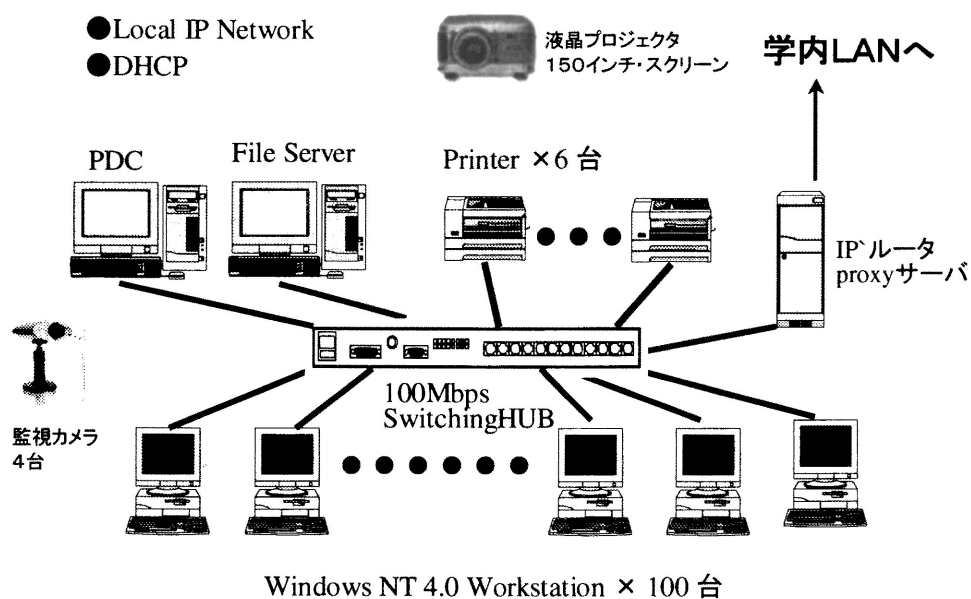 ●Local IP Network
●DHCP
液晶プロジェクタ
150インチ・スクリーン
学内LANへ
PDC
File Server
Printer ×6 台
IP`ルータ
proxyサーバ
100Mbps
SwitchingHUB
監視カメラ
4台
Windows NT 4.0 Workstation × 100 台